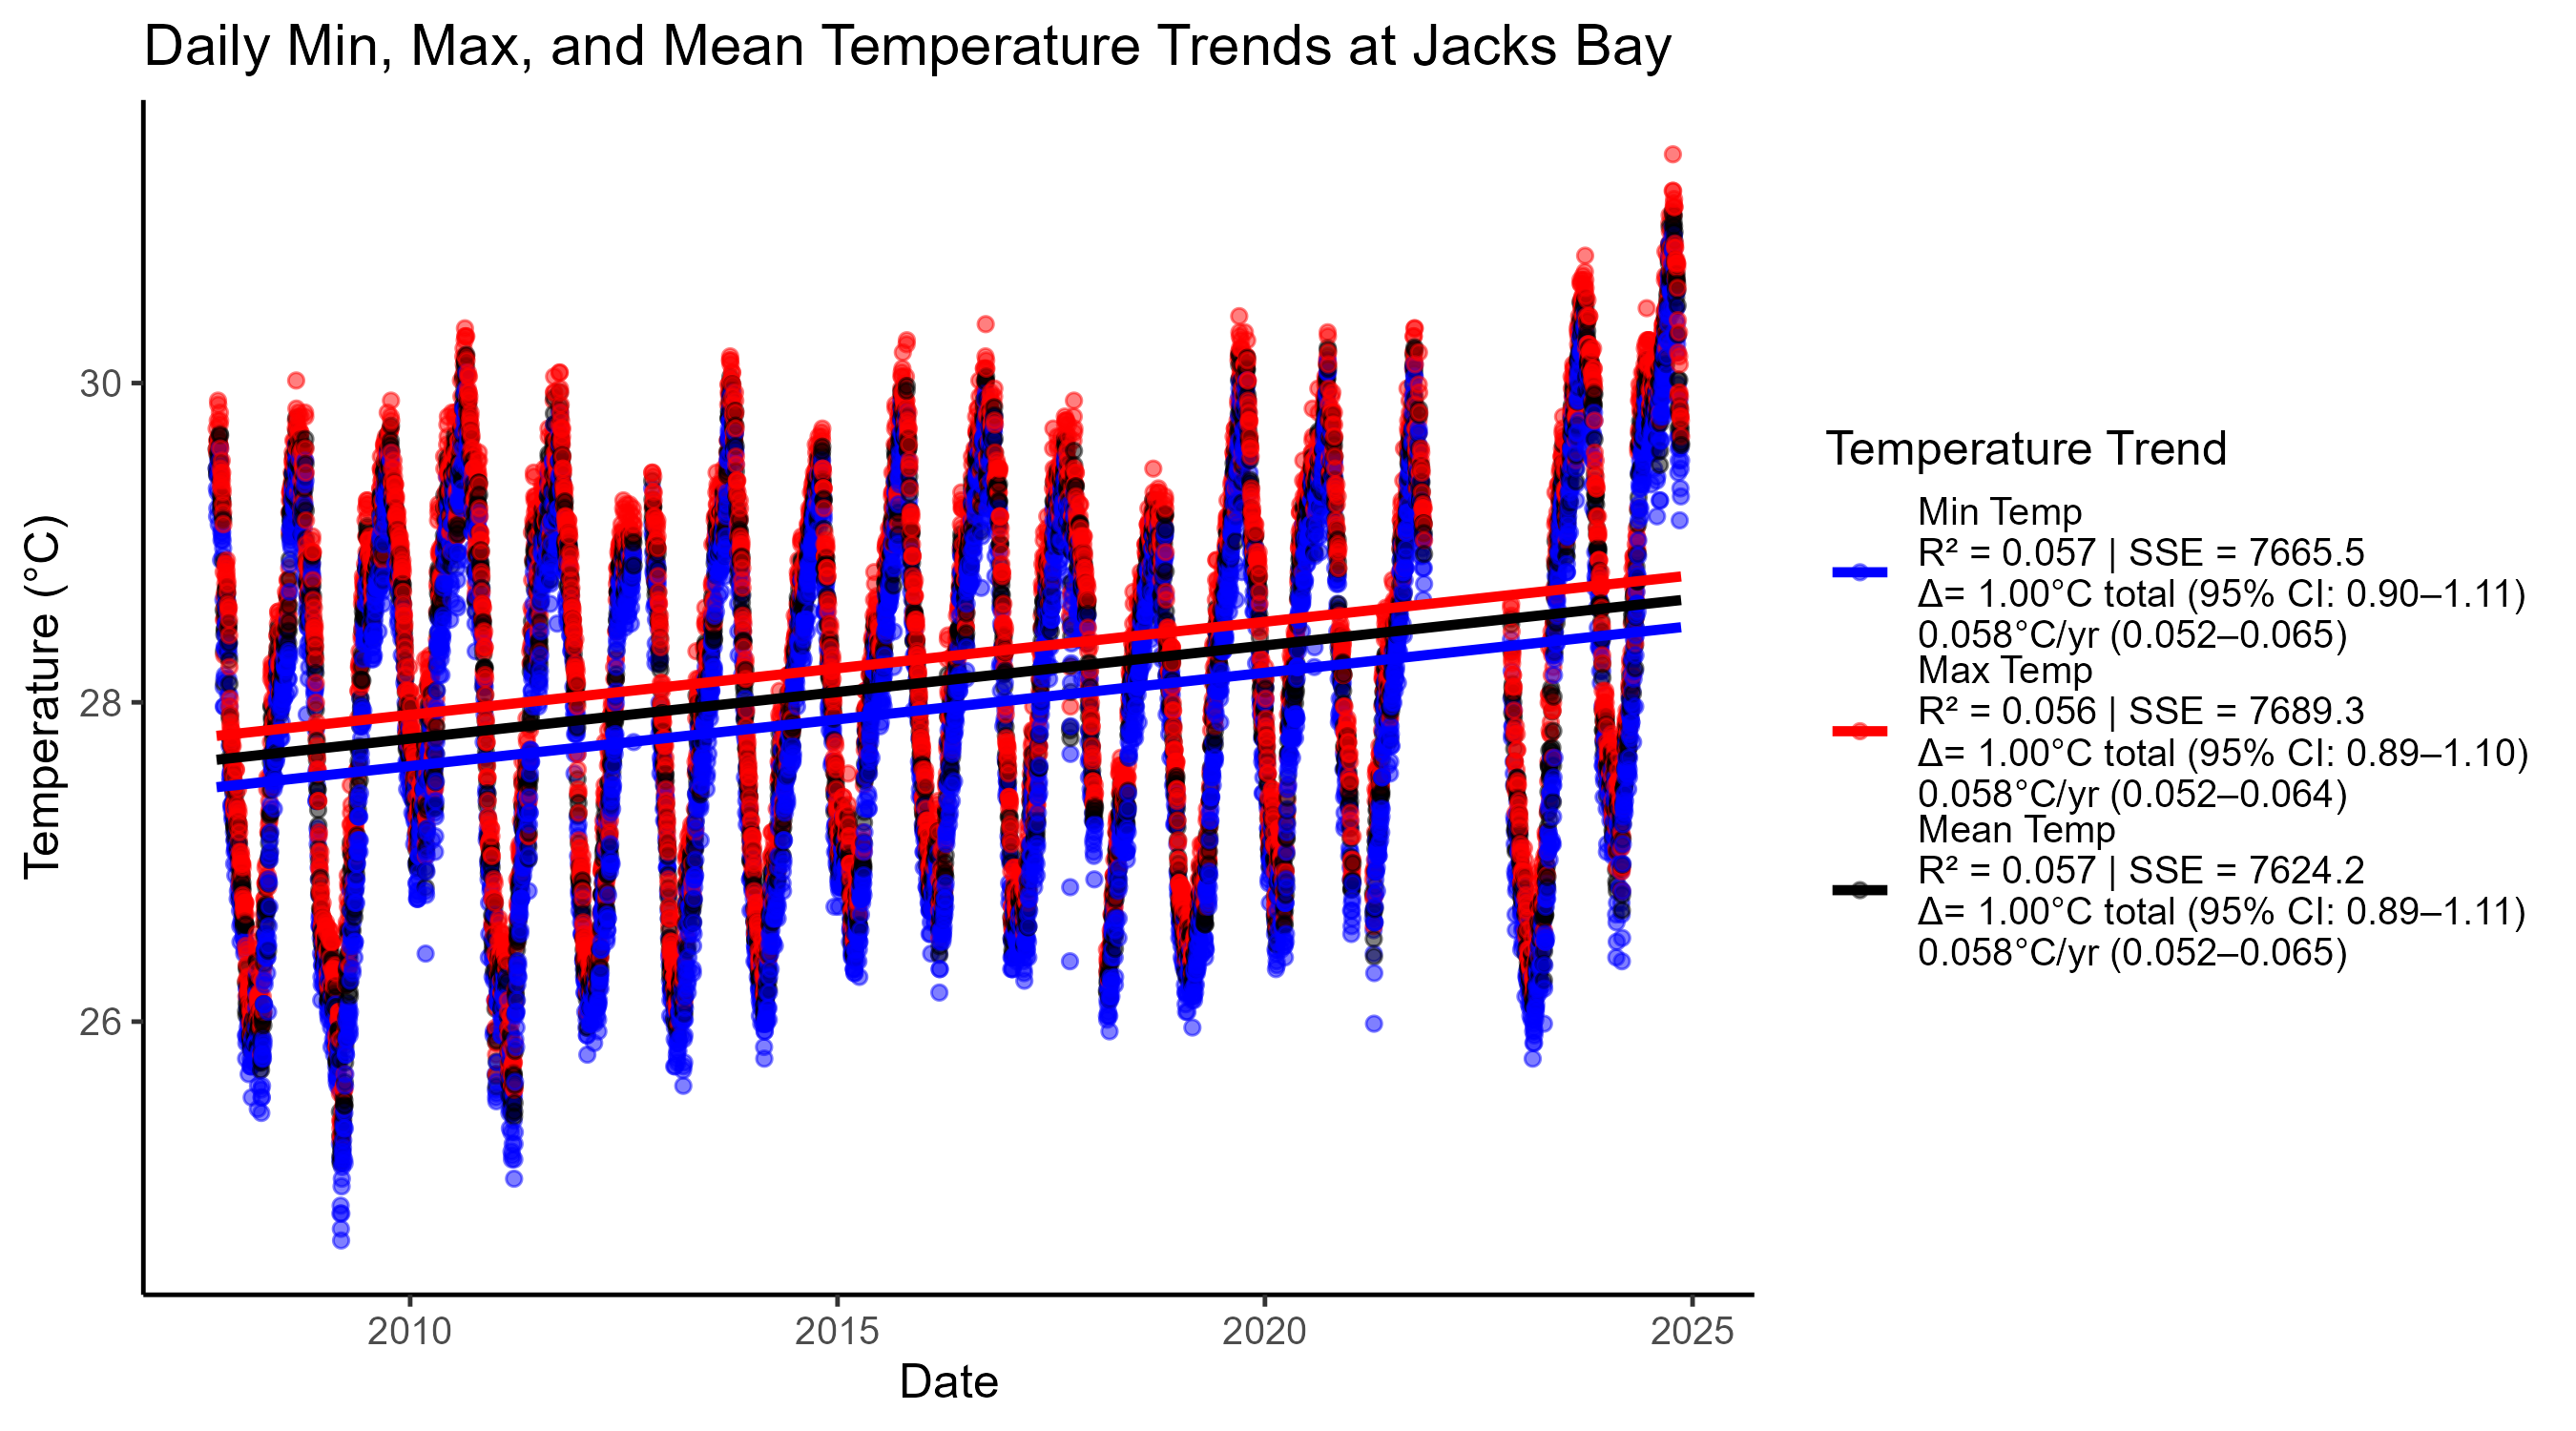 Daily Min, Max, and Mean Temperature Trends at Jacks Bay
Temperature (°C)
30
28
26
2010
2015
2020
2025
Date
Temperature Trend
Min Temp
R² = 0.057 | SSE = 7665.5
Δ= 1.00°C total (95% CI: 0.90–1.11)
0.058°C/yr (0.052–0.065)
Max Temp
R² = 0.056 | SSE = 7689.3
Δ= 1.00°C total (95% CI: 0.89–1.10)
0.058°C/yr (0.052–0.064)
Mean Temp
R² = 0.057 | SSE = 7624.2
Δ= 1.00°C total (95% CI: 0.89–1.11)
0.058°C/yr (0.052–0.065)